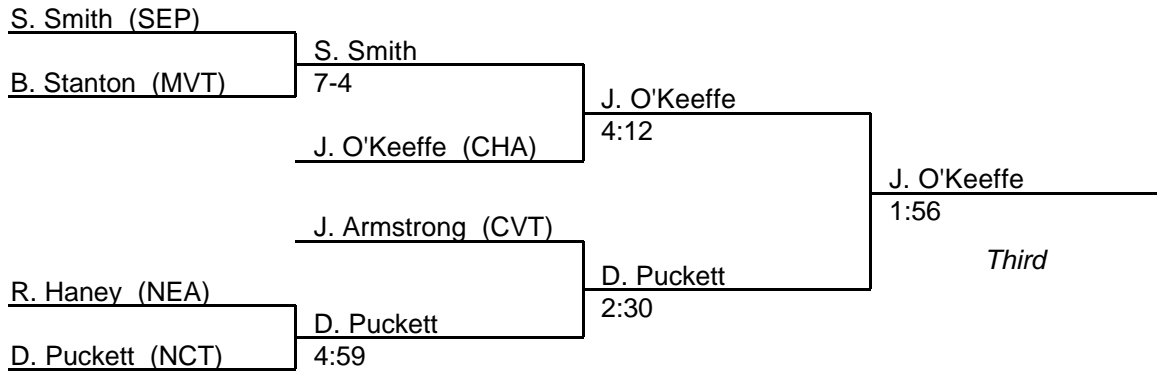 S. Smith (SEP)
S. Smith
B. Stanton (MVT)
7-4
J. O'Keeffe
4:12
J. O'Keeffe (CHA)
J. O'Keeffe
1:56
J. Armstrong (CVT)
Third
D. Puckett
R. Haney (NEA)
2:30
D. Puckett
D. Puckett (NCT)
4:59